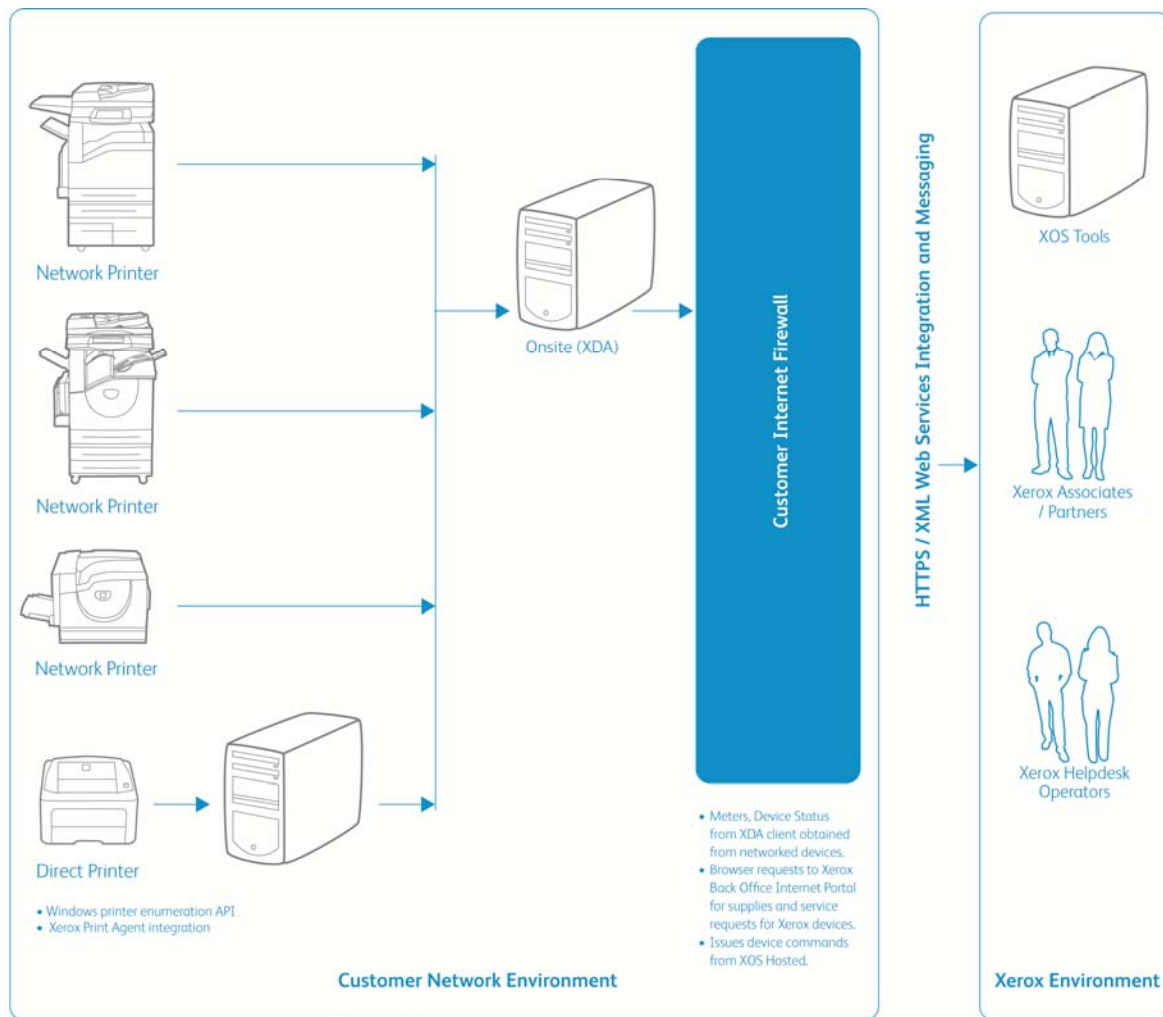 Network Printer
Network Printer
Network Printer
Direct Printer
• Windows printer enumeration API
• Xerox Print Agent integration
Onsite (XDA)
Customer Internet Firewall
• Meters, Device Status
from XDA client obtained
from networked devices.
• Browser requests to Xerox
Back Office Internet Portal
for supplies and service
requests for Xerox devices.
• Issues device commands
from XOS Hosted.
Customer Network Environment
HTTPS / XML Web Services Integration and Messaging
XOS Tools
Xerox Associates
/ Partners
Xerox Helpdesk
Operators
Xerox Environment